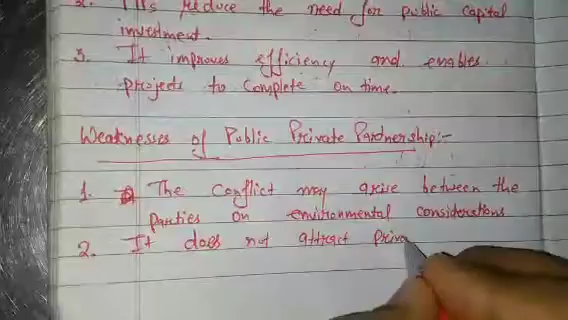 2. It's reduce the need for public capital
investment.
3. It improves efficiency and enables
projects to complete on time.
Weaknesses of Public Private Partnership:-
1. The conflict may arise between the
parties on environmental considerations
2. It does not attract priva